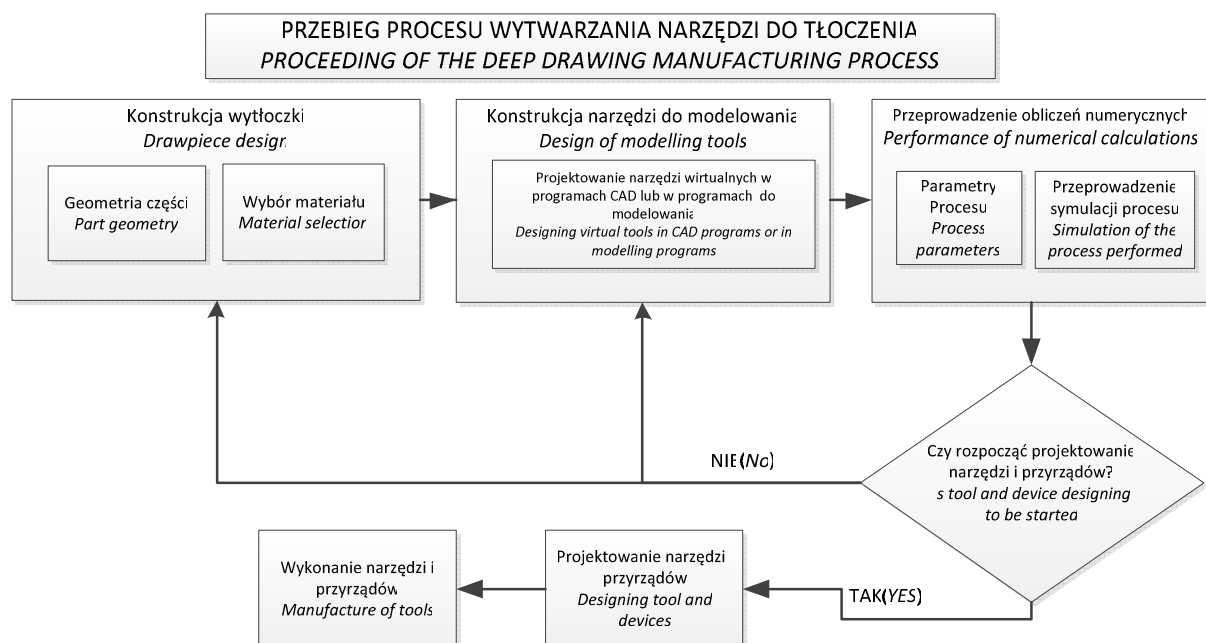 PRZEBIEG PROCESU WYTWARZANIA NARZĘDZI DO TŁOCZENIA
PROCEEDING OF THE DEEP DRAWING MANUFACTURING PROCESS
Konstrukcja wytłoczki
Drawpiece design
Geometria części
Part geometry
Wybór materiału
Material selection
Konstrukcja narzędzi do modelowania
Design of modelling tools
Projektowanie narzędzi wirtualnych w
programach CAD lub w programach do
modelowania
Designing virtual tools in CAD programs or in
modelling programs
Przeprowadzenie obliczeń numerycznych
Performance of numerical calculations
Parametry
Procesu
Process
parameters
Przeprowadzenie
symulacji procesu
Simulation of the
process performed
Czy rozpocząć projektowanie
narzędzi i przyrządów?
s tool and device designing
to be started
NIE(No)
TAK(YES)
Projektowanie narzędzi
przyrządów
Designing tool and
devices
Wykonanie narzędzi i
przyrządów
Manufacture of tools